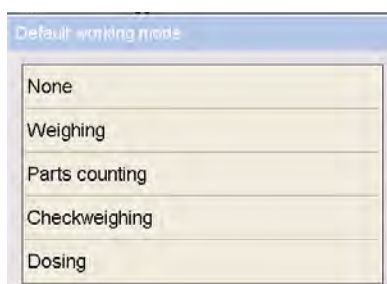 Default working mode
None
Weighing
Parts counting
Checkweighing
Dosing